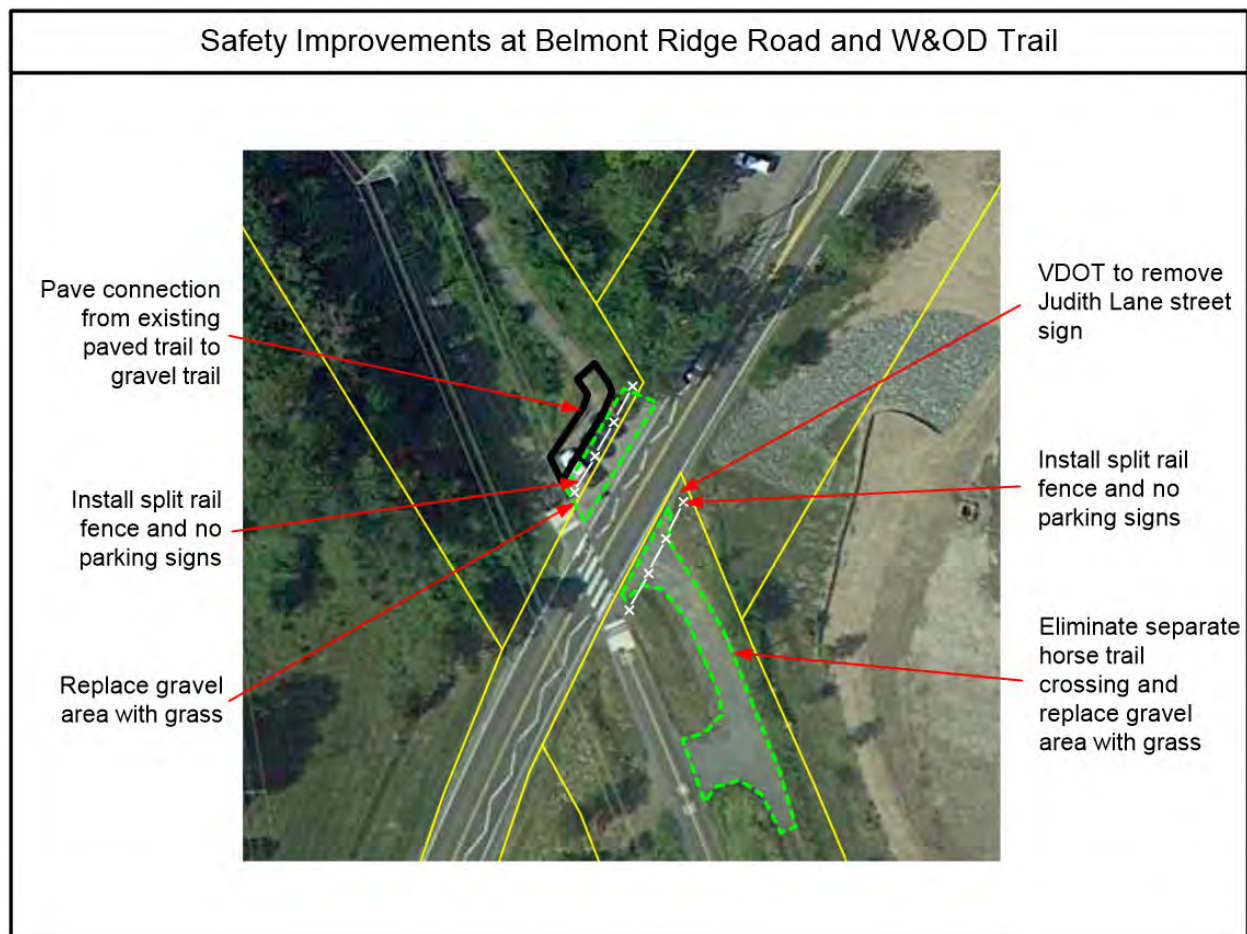 Safety Improvements at Belmont Ridge Road and W&OD Trail
Pave connection
from existing
paved trail to
gravel trail
Install split rail
fence and no
parking signs
Replace gravel
area with grass
VDOT to remove
Judith Lane street
sign
Install split rail
fence and no
parking signs
Eliminate separate
horse trail
crossing and
replace gravel
area with grass